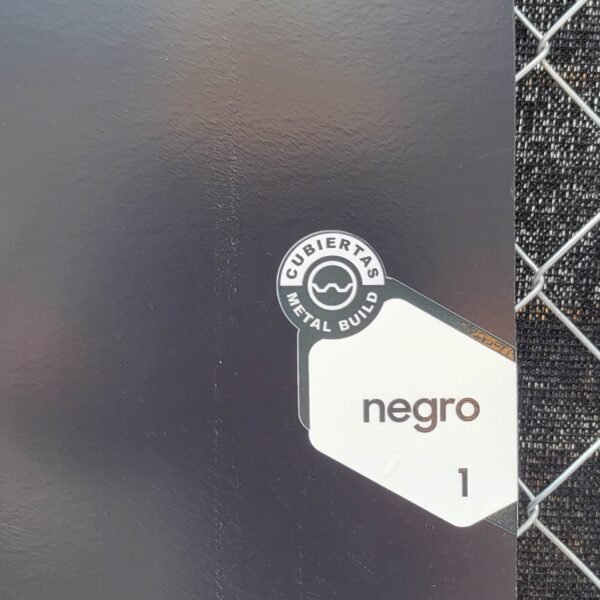 CUBIERTAS
METAL BUILD
negro
1